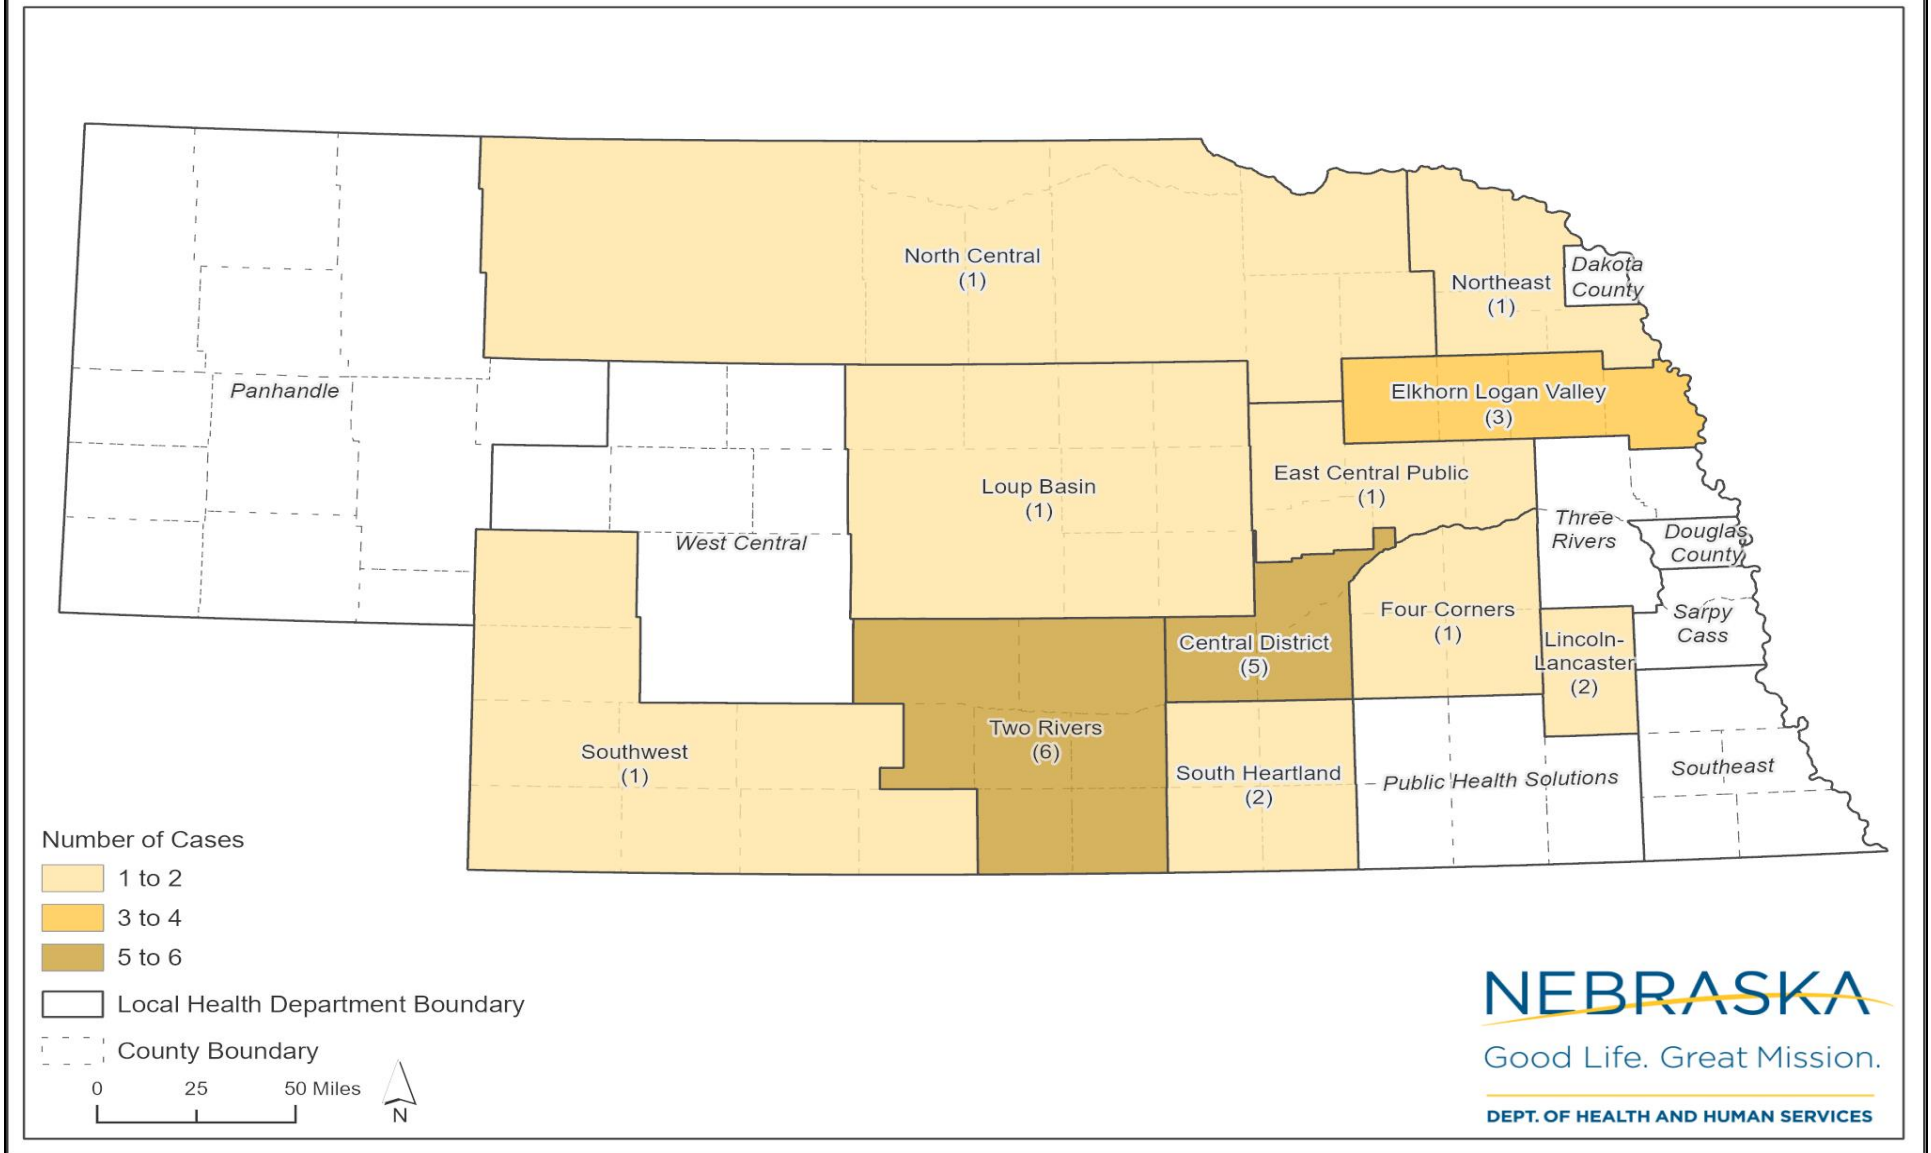 North Central
(1)
Northeast
(1)
Dakota
County
Panhandle
Elkhorn Logan Valley
(3)
East Central Public
(1)
Loup Basin
(1)
West Central
Three
Rivers
Douglas
County
Four Corners
(1)
Sarpy
Cass
Central District
(5)
Lincoln-
Lancaster
(2)
Two Rivers
(6)
Southwest
(1)
South Heartland
(2)
Public Health Solutions
Southeast
Number of Cases
1 to 2
3 to 4
5 to 6
Local Health Department Boundary
County Boundary
0 25 50 Miles
N
NEBRASKA
Good Life. Great Mission.
DEPT. OF HEALTH AND HUMAN SERVICES